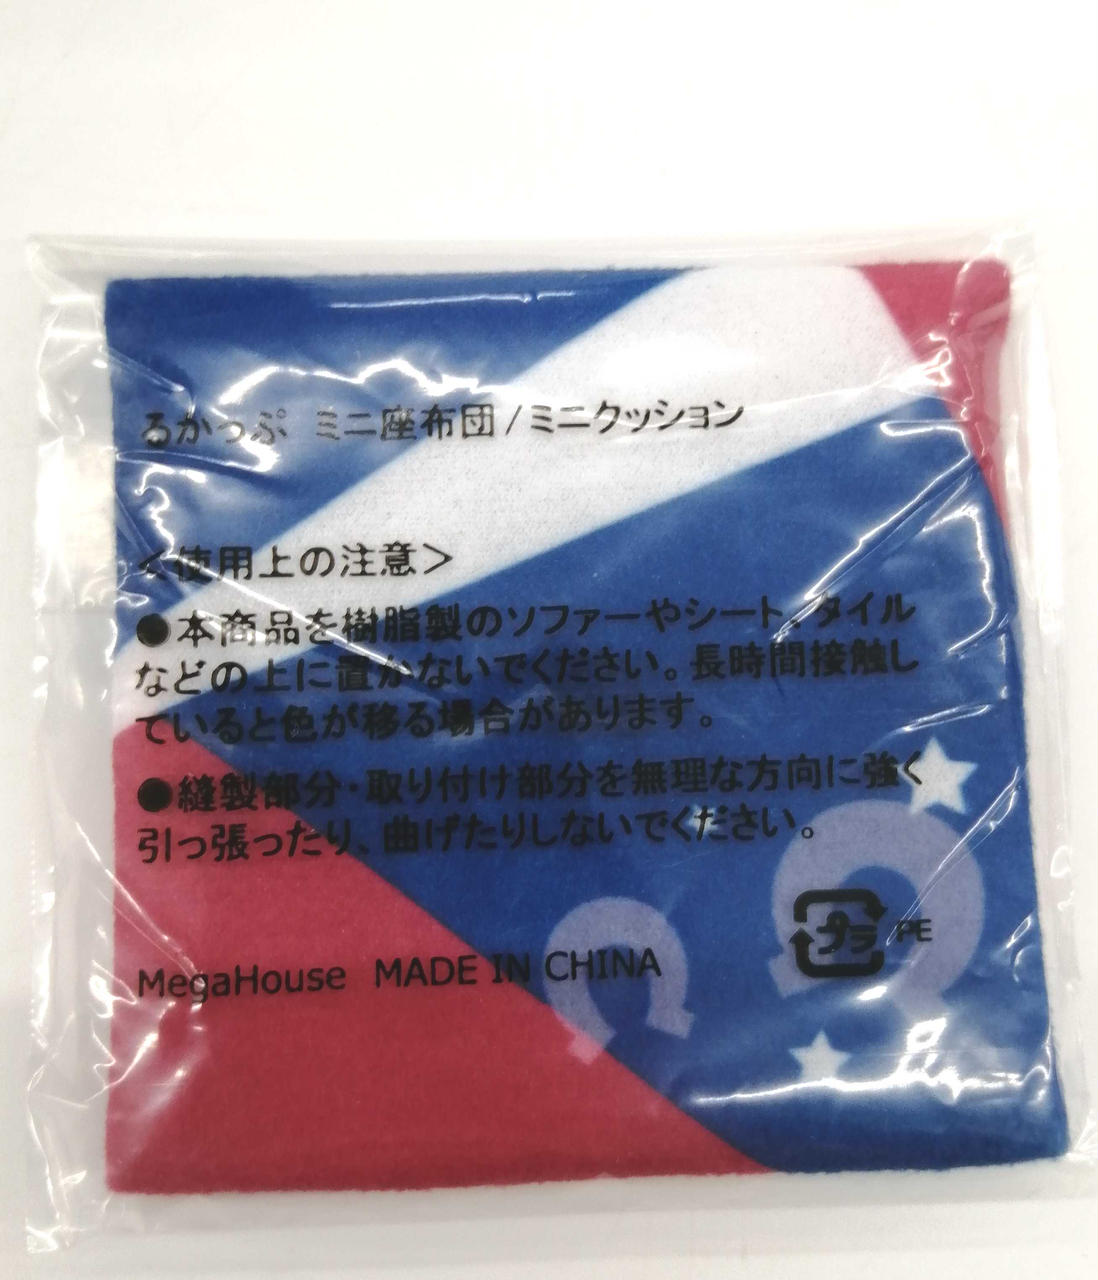 るかっぷ ミニ座布団/ミニクッション
<使用上の注意>
●本商品を樹脂製のソファーやシート、タイル
などの上に置かないでください。長時間接触し
ていると色が移る場合があります。
●縫製部分・取り付け部分を無理な方向に強く
引っ張ったり、曲げたりしないでください。
プラ PE
MegaHouse MADE IN CHINA